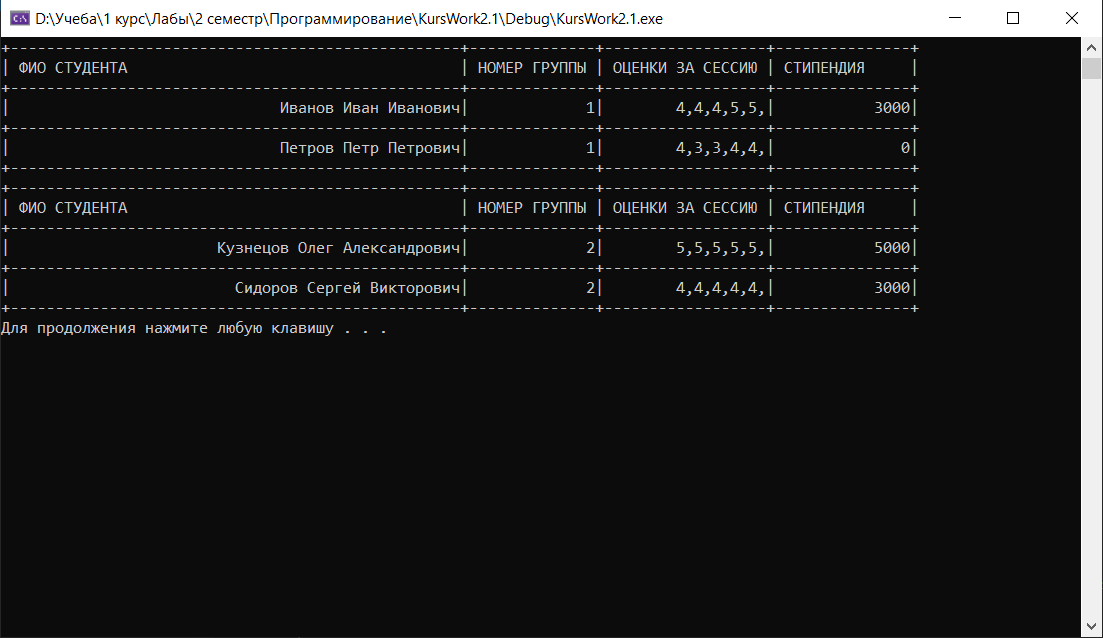 D:\Учеба\1 курс\Лабы\2 семестр\Программирование\KursWork2.1\Debug\KursWork2.1.exe
+--------------------------------------------------+--------------+------------------+---------------+
| ФИО СТУДЕНТА                                     | НОМЕР ГРУППЫ | ОЦЕНКИ ЗА СЕССИЮ | СТИПЕНДИЯ     |
+--------------------------------------------------+--------------+------------------+---------------+
|                              Иванов Иван Иванович|             1|        4,4,4,5,5,|           3000|
+--------------------------------------------------+--------------+------------------+---------------+
|                              Петров Петр Петрович|             1|        4,3,3,4,4,|              0|
+--------------------------------------------------+--------------+------------------+---------------+
+--------------------------------------------------+--------------+------------------+---------------+
| ФИО СТУДЕНТА                                     | НОМЕР ГРУППЫ | ОЦЕНКИ ЗА СЕССИЮ | СТИПЕНДИЯ     |
+--------------------------------------------------+--------------+------------------+---------------+
|                       Кузнецов Олег Александрович|             2|        5,5,5,5,5,|           5000|
+--------------------------------------------------+--------------+------------------+---------------+
|                         Сидоров Сергей Викторович|             2|        4,4,4,4,4,|           3000|
+--------------------------------------------------+--------------+------------------+---------------+
Для продолжения нажмите любую клавишу . . .